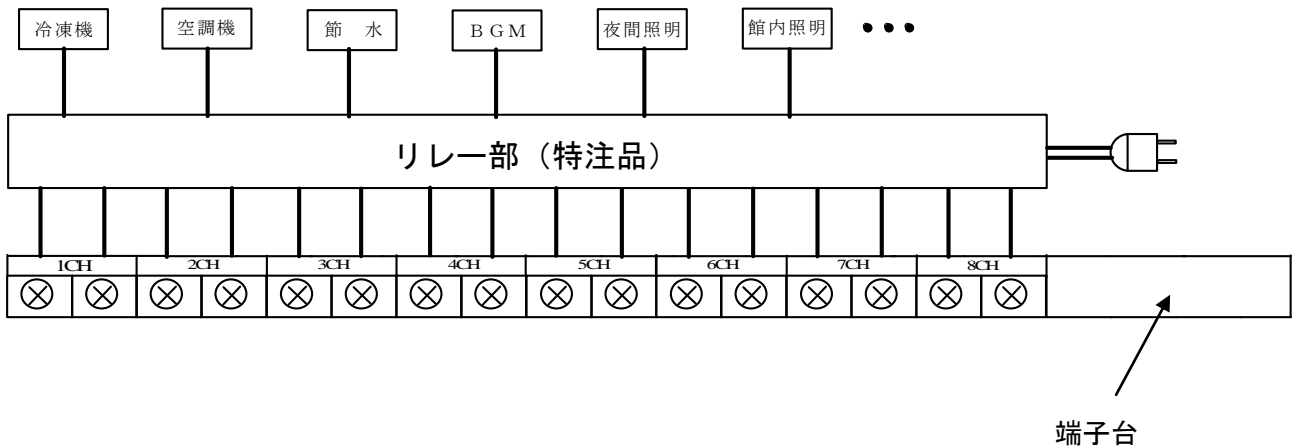 冷凍機 空調機 節 水 BGM 夜間照明 館内照明 •••
リレー部（特注品）
1CH 2CH 3CH 4CH 5CH 6CH 7CH 8CH
端子台